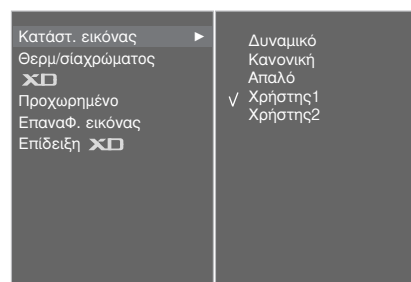 Κατάστ. εικόνας ►
Θερμ/σίαχρώματος
XD
Προχωρημένο
ΕπαναΦ. εικόνας
Επίδειξη XD
Δυναμικό
Κανονική
Απαλό
√ Χρήστης1
Χρήστης2